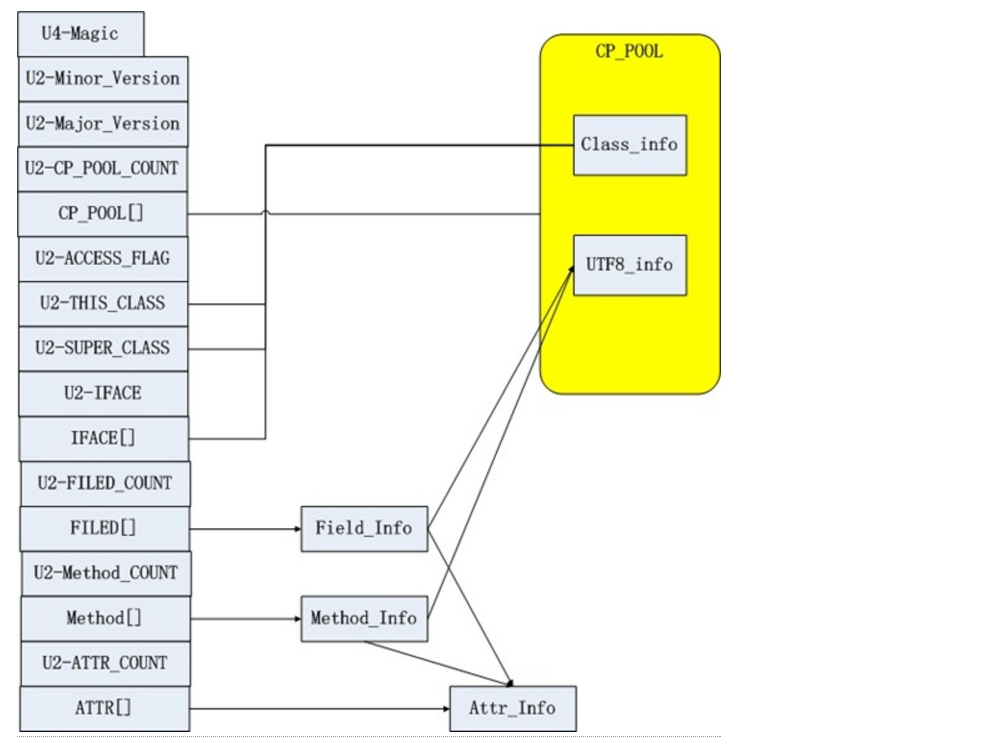 U4-Magic
U2-Minor_Version
U2-Major_Version
U2-CP_POOL_COUNT
CP_POOL[]
U2-ACCESS_FLAG
U2-THIS_CLASS
U2-SUPER_CLASS
U2-IFACE
IFACE[]
U2-FILED_COUNT
FILED[]
U2-Method_COUNT
Method[]
U2-ATTR_COUNT
ATTR[]
Field_Info
Method_Info
Attr_Info
CP_POOL
Class_info
UTF8_info